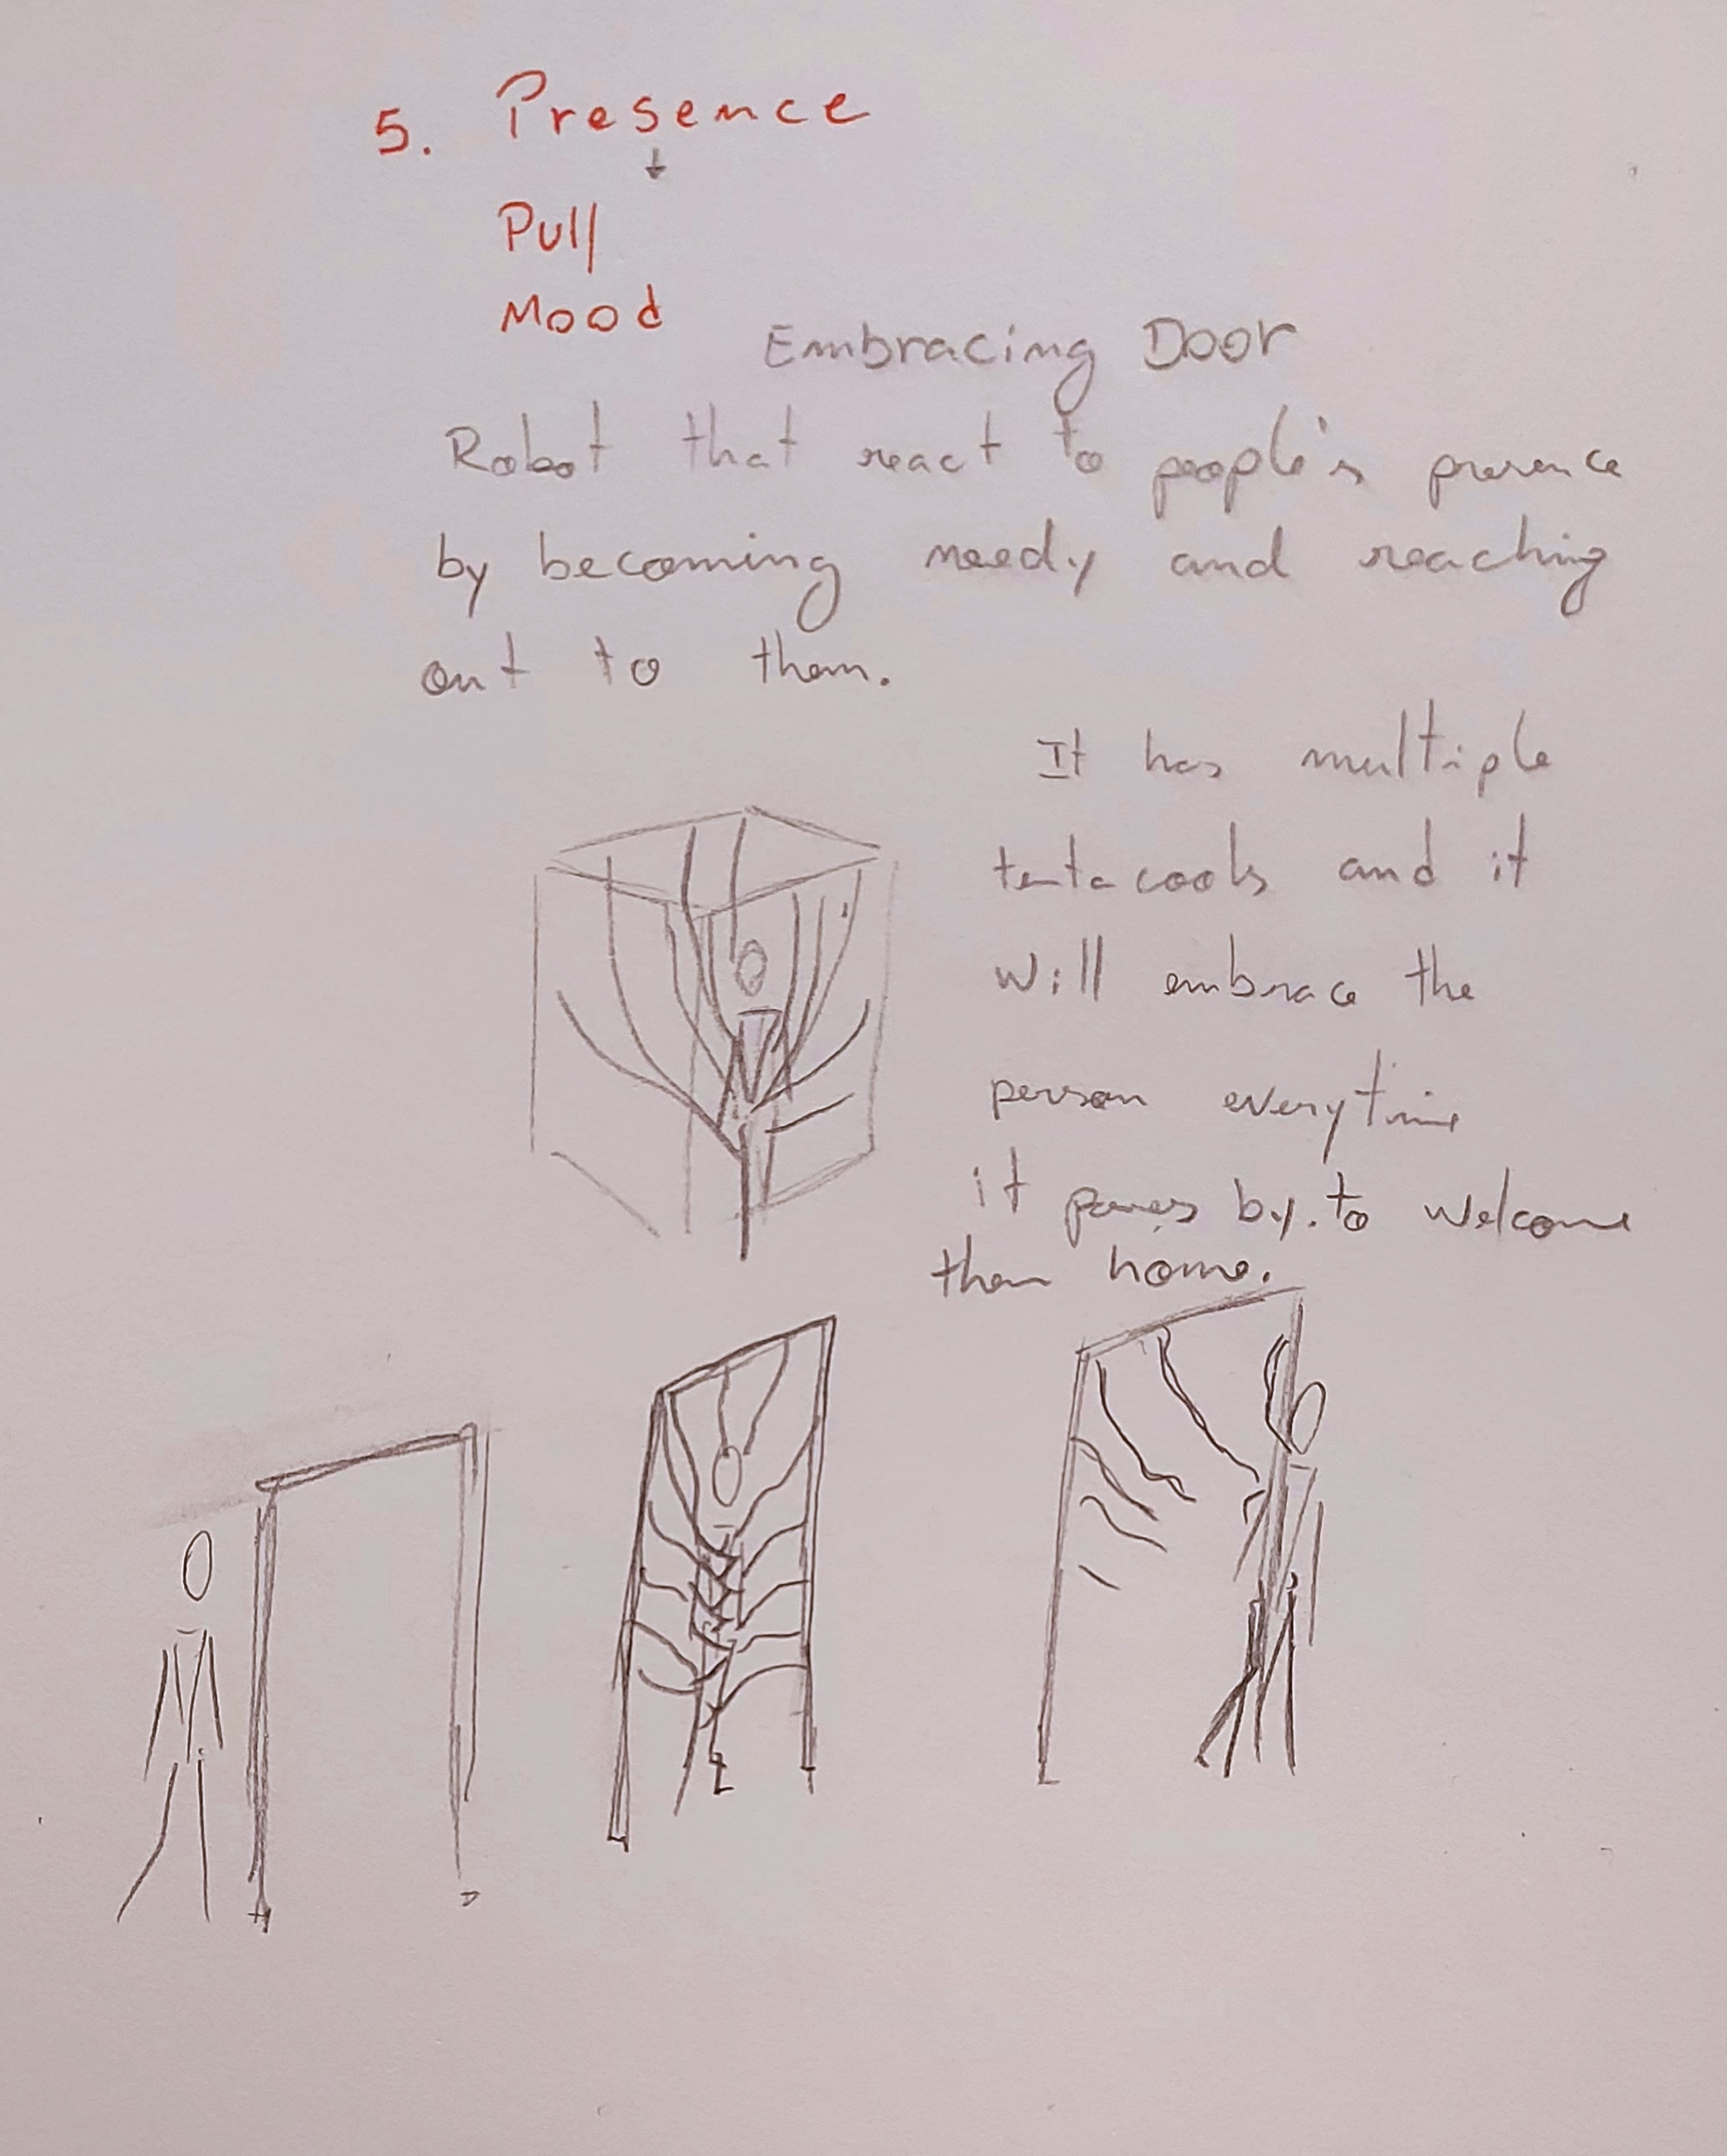 5. Presence
↓
Pull
Mood
Embracing Door
Robot that react to people's presence
by becoming needy and reaching
out to them.
It has multiple
tentacools and it
will embrace the
person everytime
it passes by. to welcome
them home.